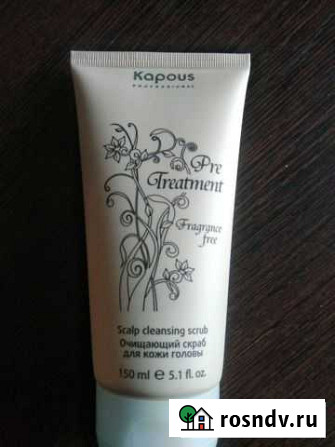 Kapous
PROFESSIONAL
Pre
Treatment
Fragrance
free
Scalp cleansing scrub
Очищающий скраб
для кожи головы
150 ml e 5.1 fl. oz.
rosndv.ru